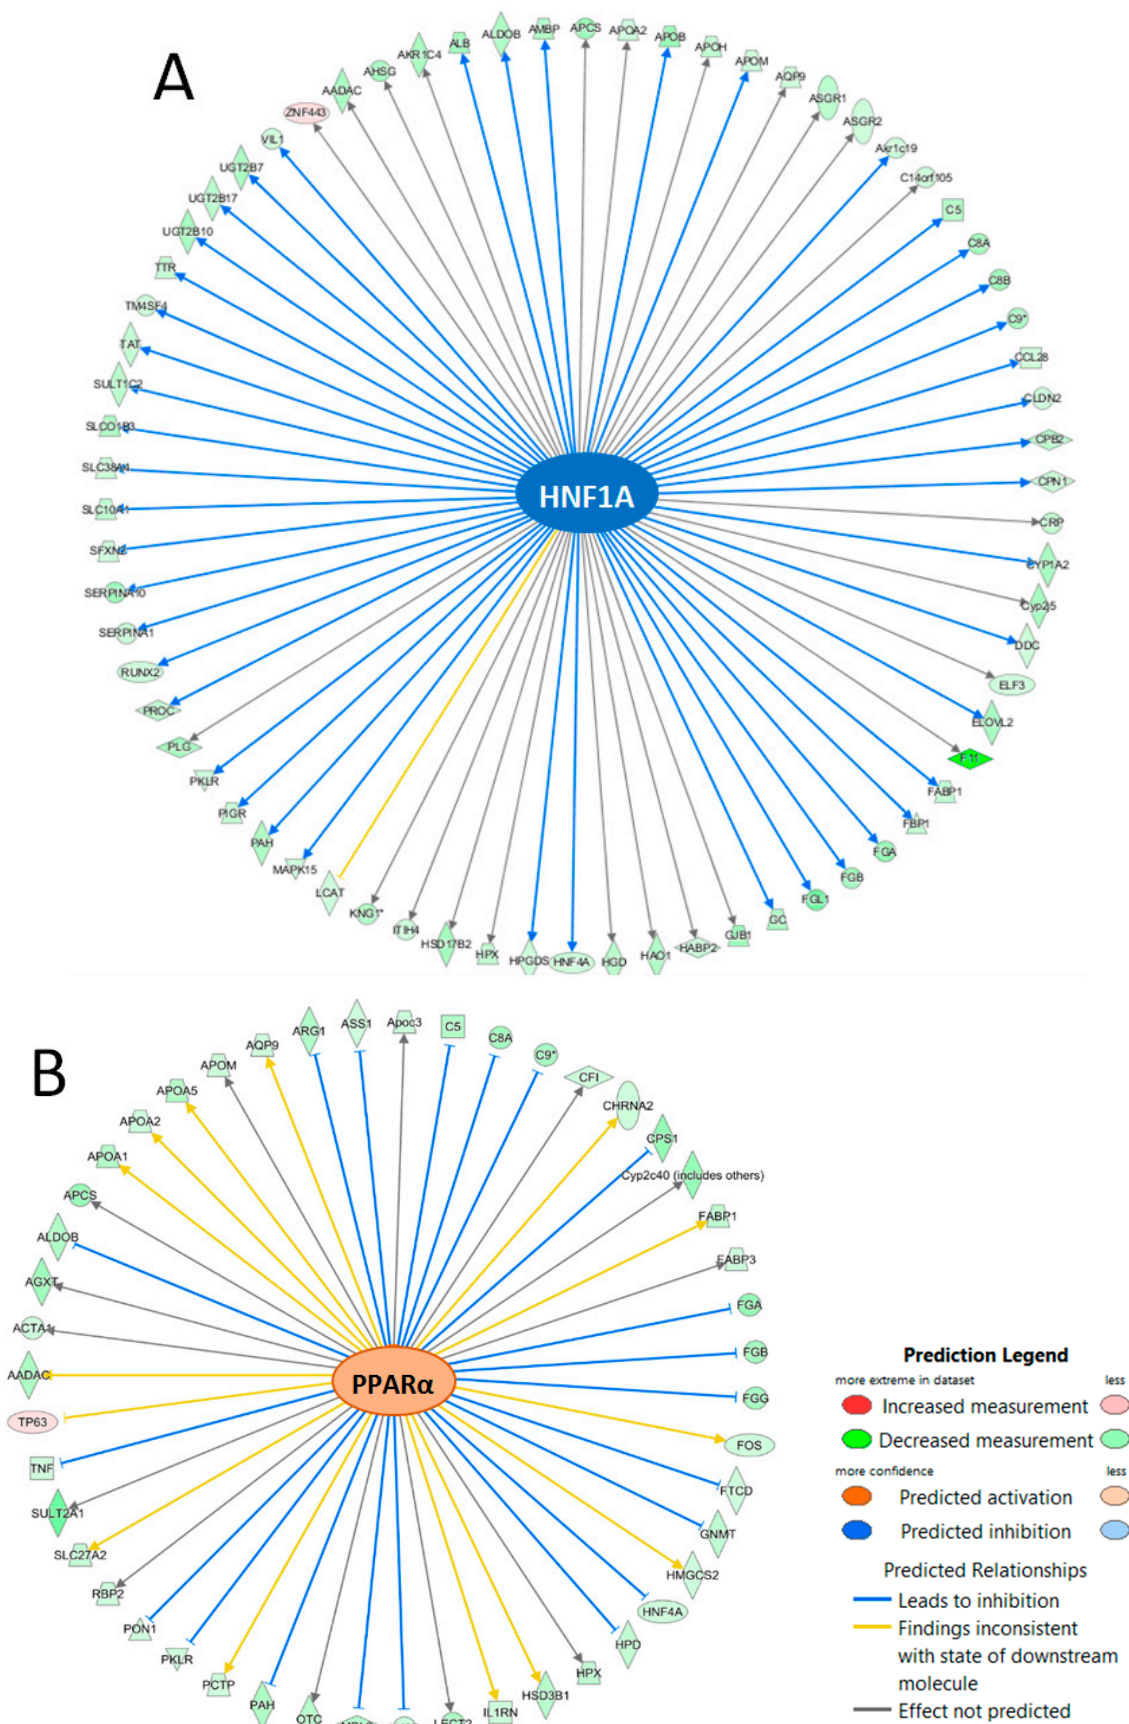 A
AKR1C4
ALB
ALDOB
AMBP
APCS
APOA2
APOB
APOH
APOM
AQP9
ASGR1
ASGR2
Akr1c19
C14orf105
C5
C8A
C8B
C9*
CCL28
CLDN2
CPB2
CPN1
CRP
CYP1A2
Cyp2j5
DDC
ELF3
ELOVL2
F11
FABP1
FBP1
FGA
FGB
FGL1
GC
GJB1
HABP2
HAO1
HGD
HNF4A
HPGDS
HPX
HSD17B2
ITIH4
KNG1*
LCAT
MAPK15
PAH
PIGR
PKLR
PLG
PROC
RUNX2
SERPINA1
SERPINA10
SFXN2
SLC10A1
SLC38A4
SLCO1B3
SULT1C2
TAT
TM4SF4
TTR
UGT2B10
UGT2B17
UGT2B7
VIL1
ZNF443
AADAC
AHSG
HNF1A
B
ARG1
ASS1
Apoc3
C5
C8A
C9*
CFI
CHRNA2
CPS1
Cyp2c40 (includes others)
FABP1
FABP3
FGA
FGB
FGG
FOS
FTCD
GNMT
HMGCS2
HNF4A
HPD
HPX
HSD3B1
IL1RN
LECT2
OTC
PAH
PCTP
PKLR
PON1
RBP2
SLC27A2
SULT2A1
TNF
TP63
AADAC
ACTA1
AGXT
ALDOB
APCS
APOA1
APOA2
APOA5
APOM
AQP9
PPARα
Prediction Legend
more extreme in dataset less
Increased measurement
Decreased measurement
more confidence less
Predicted activation
Predicted inhibition
Predicted Relationships
Leads to inhibition
Findings inconsistent
with state of downstream
molecule
Effect not predicted